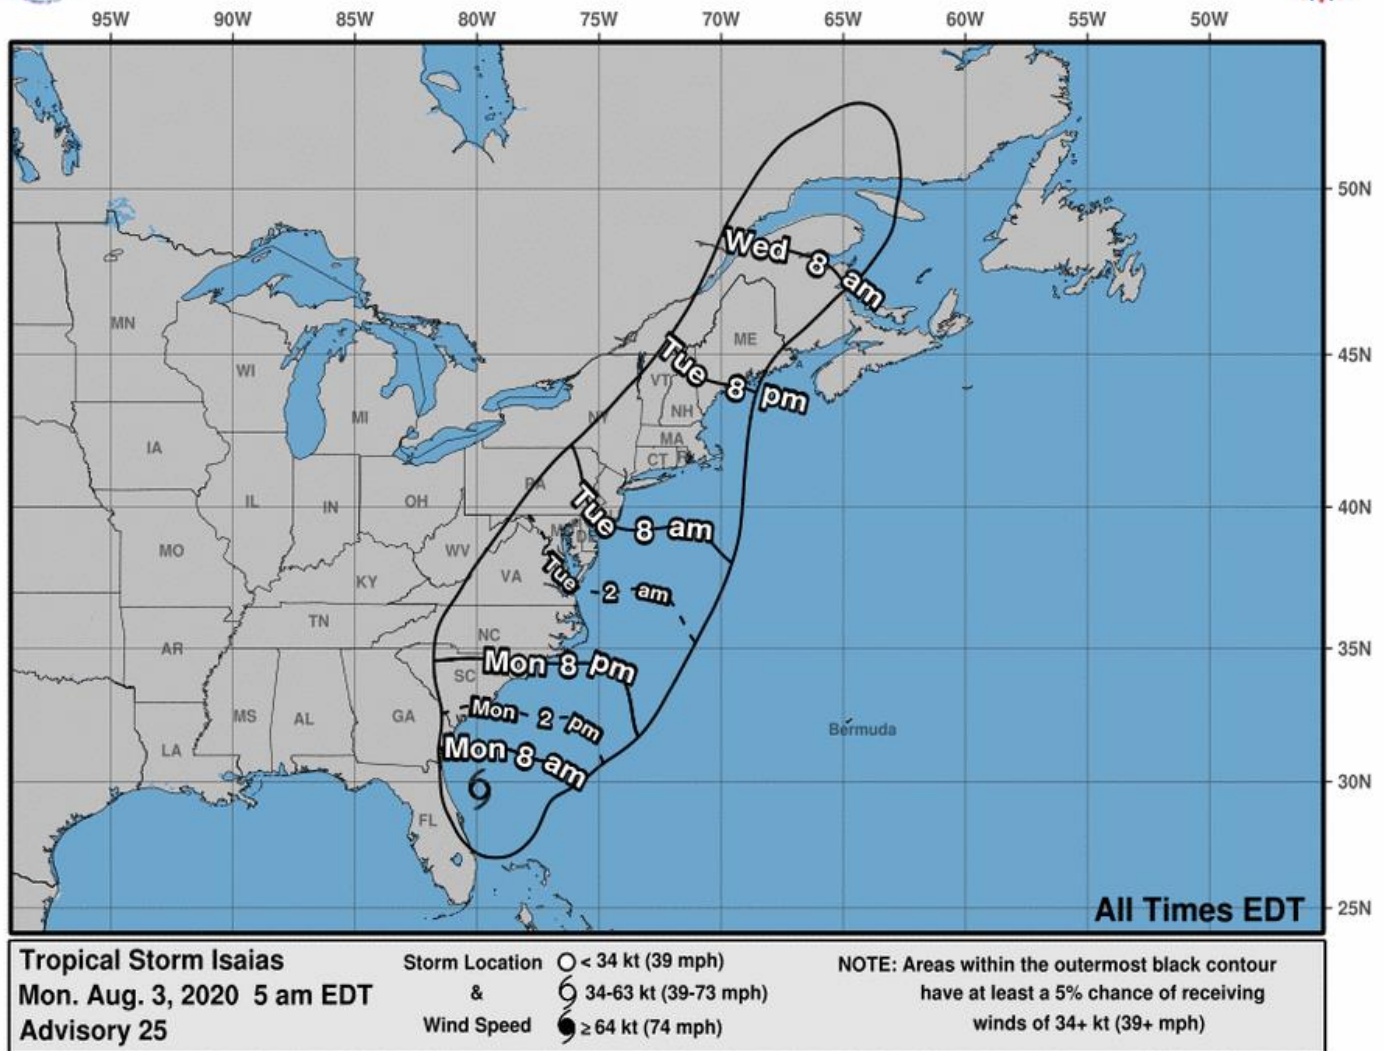 95W 90W 85W 80W 75W 70W 65W 60W 55W 50W
50N
Wed 8 am
MN
ME
45N
Tue 8 pm
WI
VT
NY
NH
MI
MA
IA
CT
PA
IL
IN
OH
40N
Tue 8 am
MO
WV
Tue 2 am
VA
KY
TN
NC
AR
35N
Mon 8 pm
SC
MS
AL
GA
Mon 2 pm
Bermuda
LA
Mon 8 am
30N
FL
All Times EDT
25N
Tropical Storm Isaias
Mon. Aug. 3, 2020 5 am EDT
Advisory 25
Storm Location
&
Wind Speed
< 34 kt (39 mph)
34-63 kt (39-73 mph)
≥ 64 kt (74 mph)
NOTE: Areas within the outermost black contour
have at least a 5% chance of receiving
winds of 34+ kt (39+ mph)